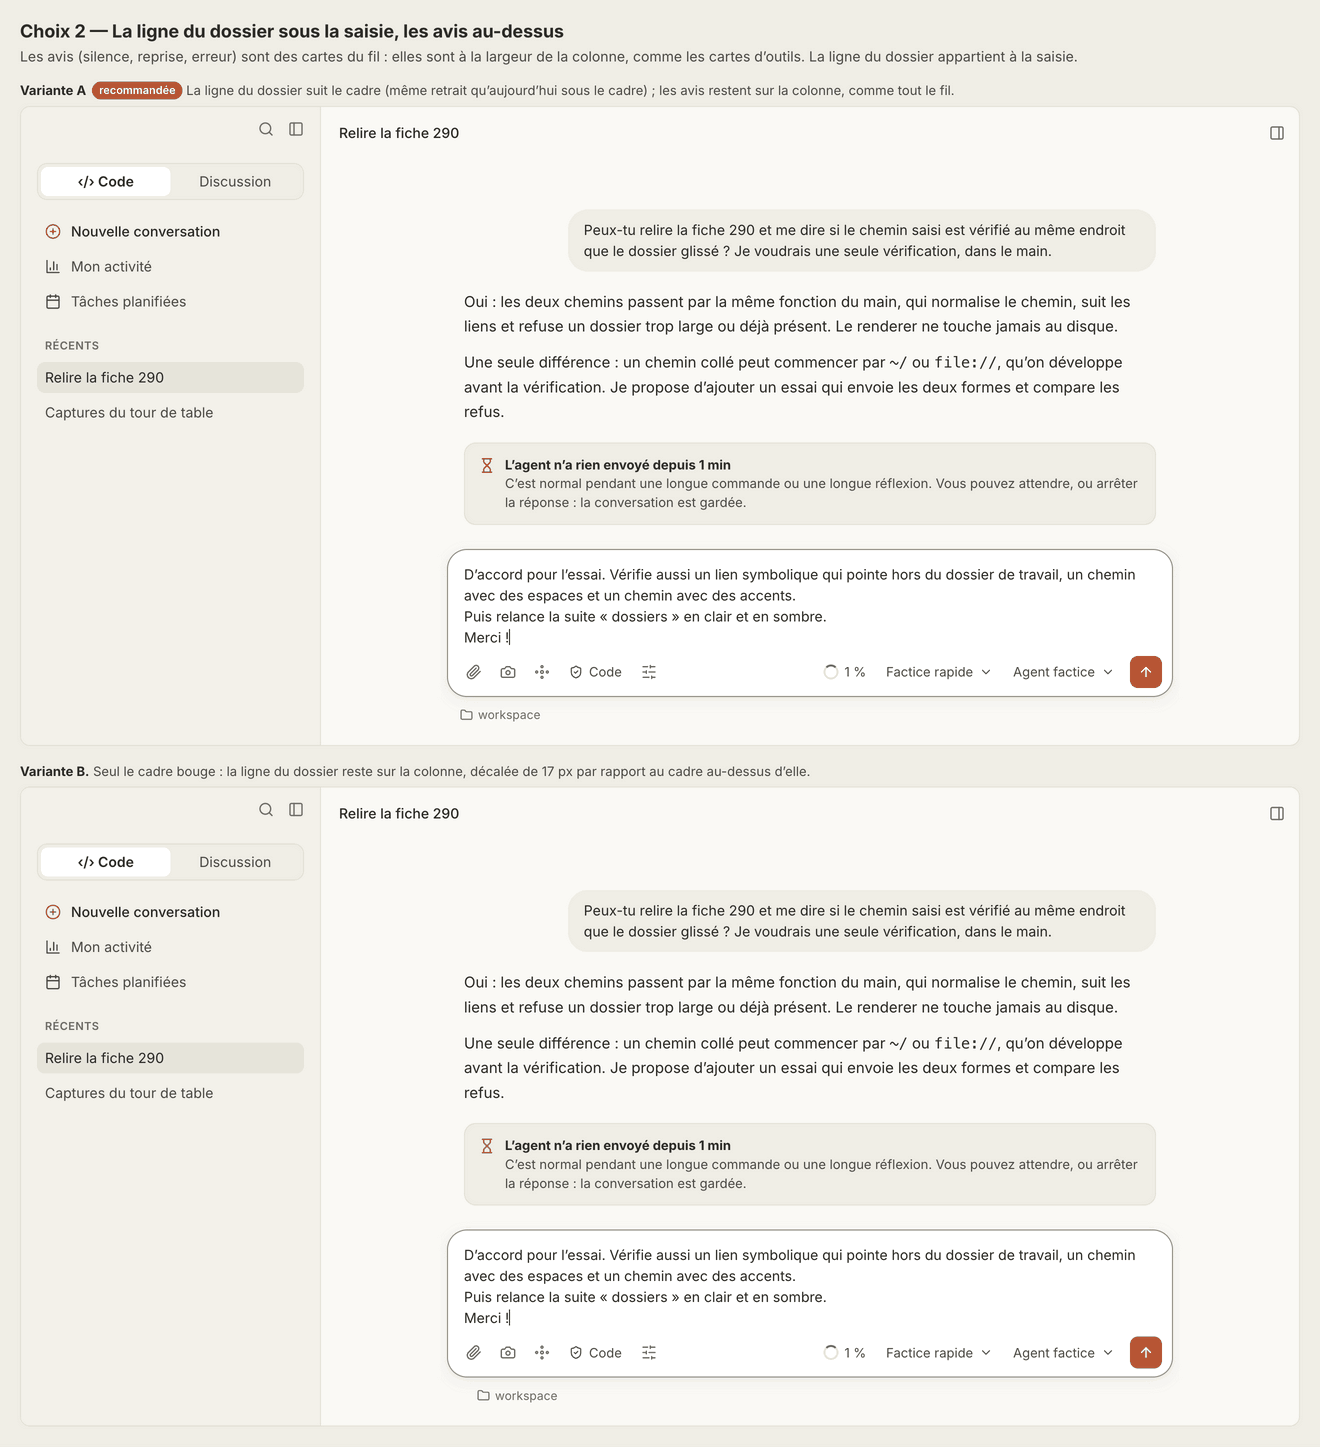 Choix 2 — La ligne du dossier sous la saisie, les avis au-dessus
Les avis (silence, reprise, erreur) sont des cartes du fil : elles sont à la largeur de la colonne, comme les cartes d’outils. La ligne du dossier appartient à la saisie.
Variante A recommandée La ligne du dossier suit le cadre (même retrait qu’aujourd’hui sous le cadre) ; les avis restent sur la colonne, comme tout le fil.
Relire la fiche 290
</> Code
Discussion
Nouvelle conversation
Mon activité
Tâches planifiées
RÉCENTS
Relire la fiche 290
Captures du tour de table
Peux-tu relire la fiche 290 et me dire si le chemin saisi est vérifié au même endroit
que le dossier glissé ? Je voudrais une seule vérification, dans le main.
Oui : les deux chemins passent par la même fonction du main, qui normalise le chemin, suit les
liens et refuse un dossier trop large ou déjà présent. Le renderer ne touche jamais au disque.
Une seule différence : un chemin collé peut commencer par ~/ ou file://, qu’on développe
avant la vérification. Je propose d’ajouter un essai qui envoie les deux formes et compare les
refus.
L’agent n’a rien envoyé depuis 1 min
C’est normal pendant une longue commande ou une longue réflexion. Vous pouvez attendre, ou arrêter
la réponse : la conversation est gardée.
D’accord pour l’essai. Vérifie aussi un lien symbolique qui pointe hors du dossier de travail, un chemin
avec des espaces et un chemin avec des accents.
Puis relance la suite « dossiers » en clair et en sombre.
Merci !
Code
1 %
Factice rapide
Agent factice
workspace
Variante B. Seul le cadre bouge : la ligne du dossier reste sur la colonne, décalée de 17 px par rapport au cadre au-dessus d’elle.
Relire la fiche 290
</> Code
Discussion
Nouvelle conversation
Mon activité
Tâches planifiées
RÉCENTS
Relire la fiche 290
Captures du tour de table
Peux-tu relire la fiche 290 et me dire si le chemin saisi est vérifié au même endroit
que le dossier glissé ? Je voudrais une seule vérification, dans le main.
Oui : les deux chemins passent par la même fonction du main, qui normalise le chemin, suit les
liens et refuse un dossier trop large ou déjà présent. Le renderer ne touche jamais au disque.
Une seule différence : un chemin collé peut commencer par ~/ ou file://, qu’on développe
avant la vérification. Je propose d’ajouter un essai qui envoie les deux formes et compare les
refus.
L’agent n’a rien envoyé depuis 1 min
C’est normal pendant une longue commande ou une longue réflexion. Vous pouvez attendre, ou arrêter
la réponse : la conversation est gardée.
D’accord pour l’essai. Vérifie aussi un lien symbolique qui pointe hors du dossier de travail, un chemin
avec des espaces et un chemin avec des accents.
Puis relance la suite « dossiers » en clair et en sombre.
Merci !
Code
1 %
Factice rapide
Agent factice
workspace